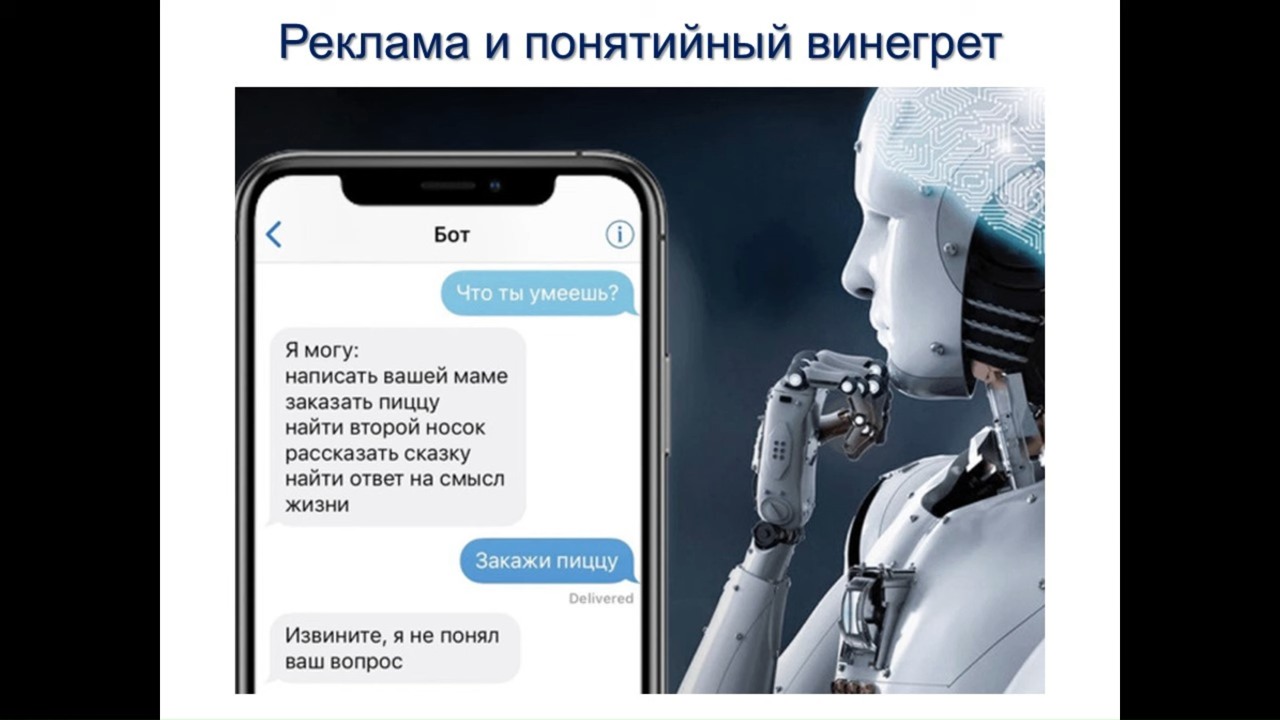 Реклама и понятийный винегрет
Бот
Что ты умеешь?
Я могу:
написать вашей маме
заказать пиццу
найти второй носок
рассказать сказку
найти ответ на смысл
жизни
Закажи пиццу
Delivered
Извините, я не понял
ваш вопрос